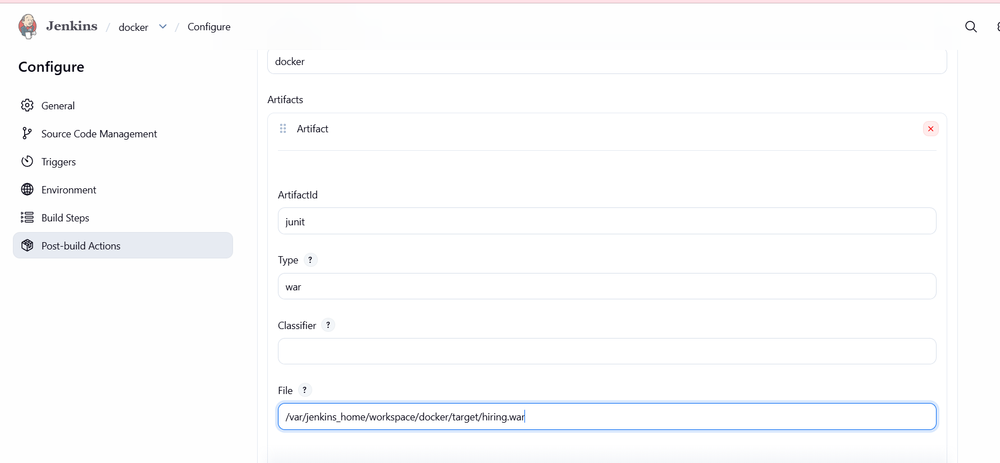 Jenkins / docker / Configure
Configure
General
Source Code Management
Triggers
Environment
Build Steps
Post-build Actions
docker
Artifacts
Artifact
ArtifactId
junit
Type ?
war
Classifier ?
File ?
/var/jenkins_home/workspace/docker/target/hiring.war